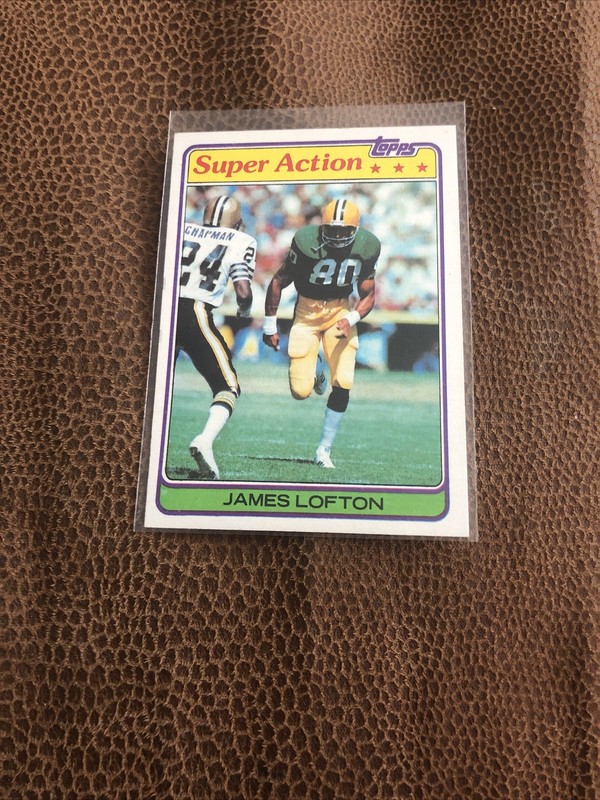 topps
Super Action
CHAPMAN
24
80
JAMES LOFTON